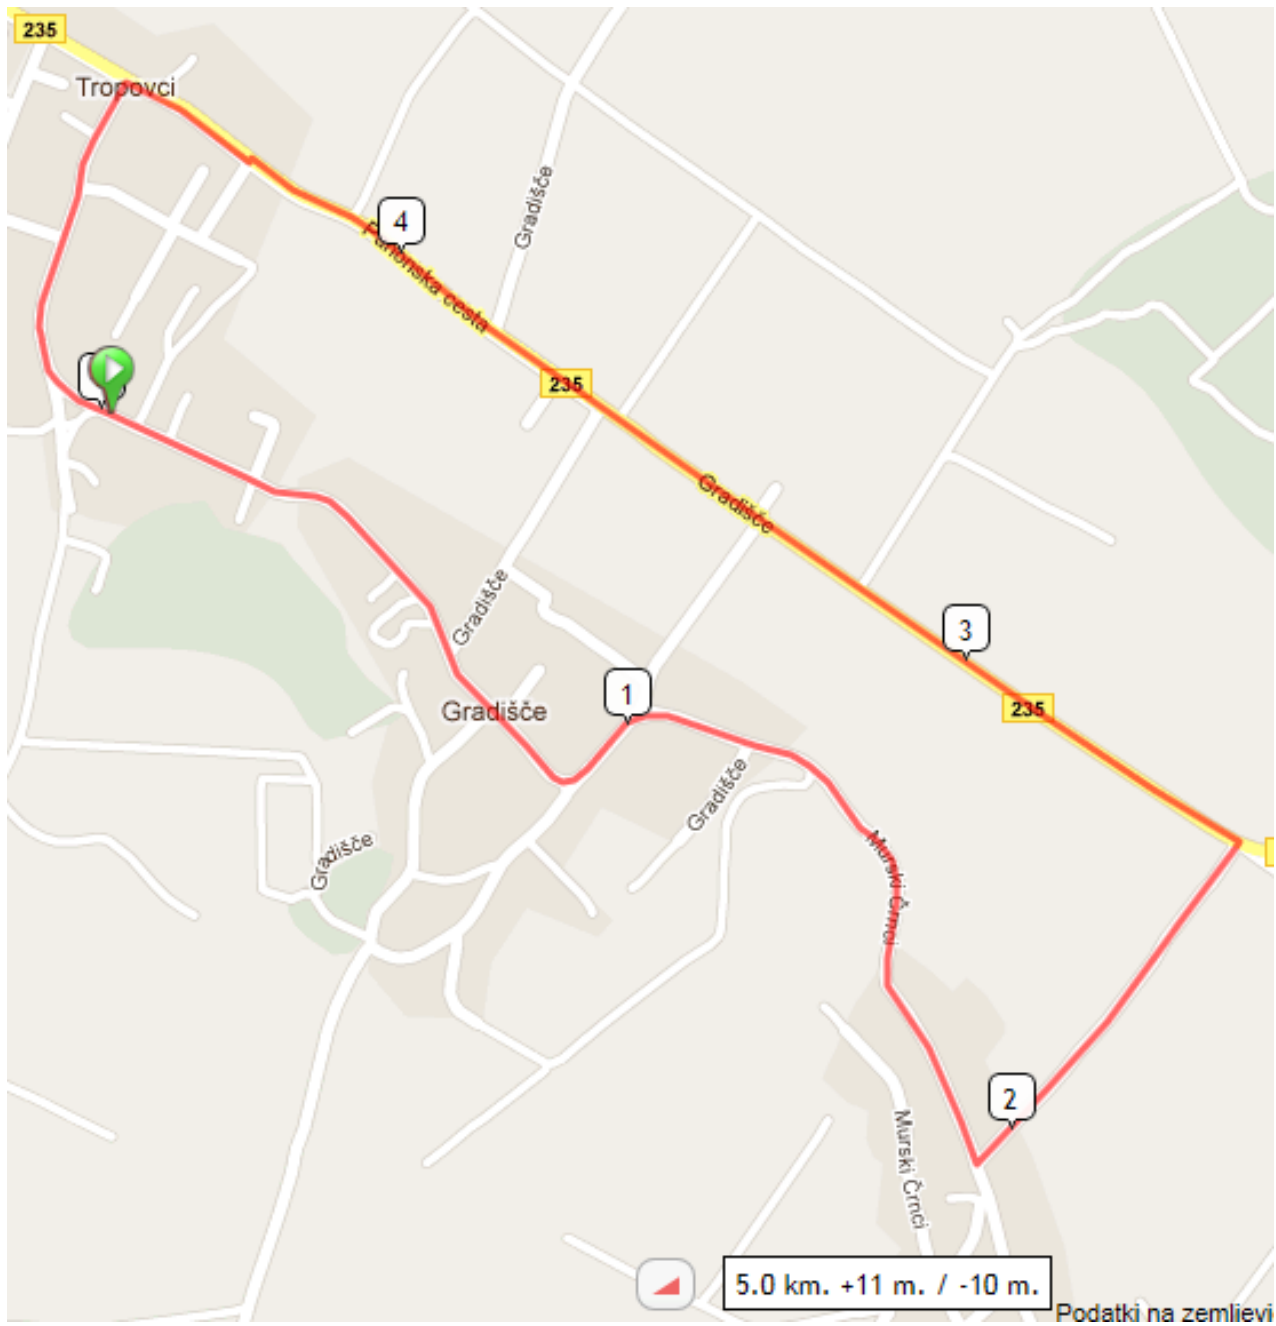 235
Tropovci
Gradišče
4
Panonska cesta
235
Gradišče
Gradišče
3
1
235
Gradišče
Gradišče
Murski Črnci
Gradišče
2
Murski Črnci
5.0 km. +11 m. / -10 m.
Podatki na zemljevi